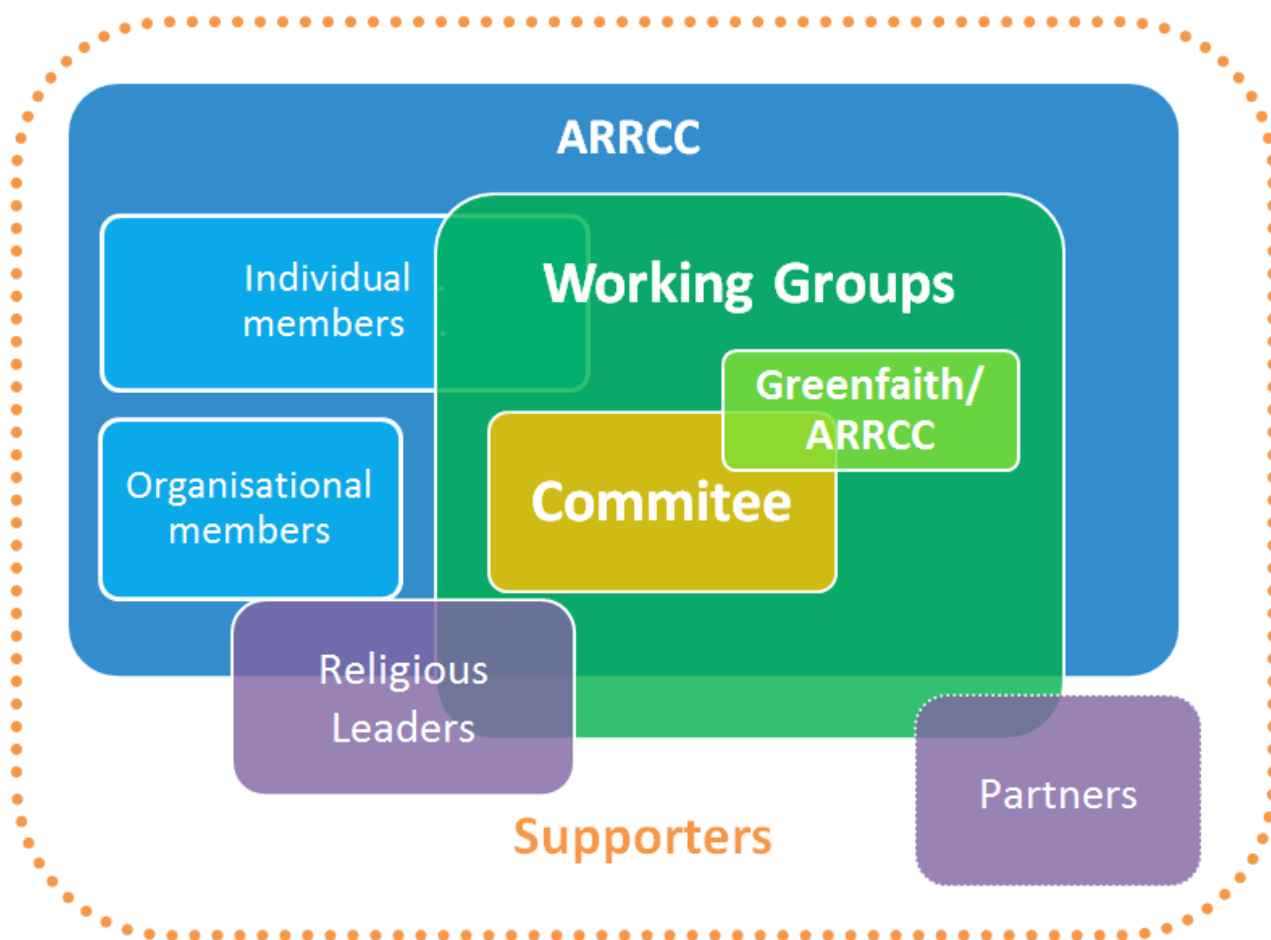 ARRCC
Individual
members
Working Groups
Greenfaith/
ARRCC
Organisational
members
Commitee
Religious
Leaders
Partners
Supporters